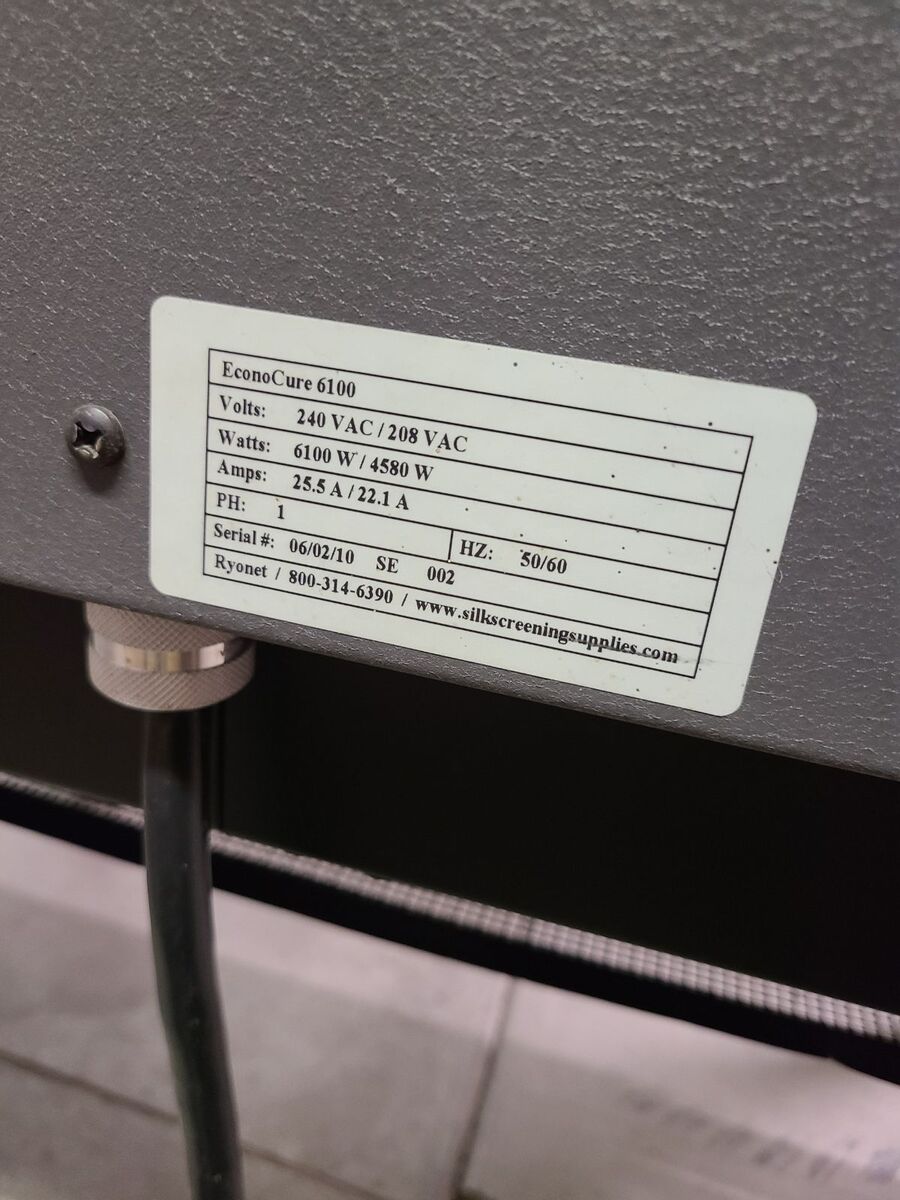 EconoCure 6100
Volts: 240 VAC / 208 VAC
Watts: 6100 W / 4580 W
Amps: 25.5 A / 22.1 A
PH: 1 HZ: 50/60
Serial #: 06/02/10 SE 002
Ryonet / 800-314-6390 / www.silkscreeningsupplies.com